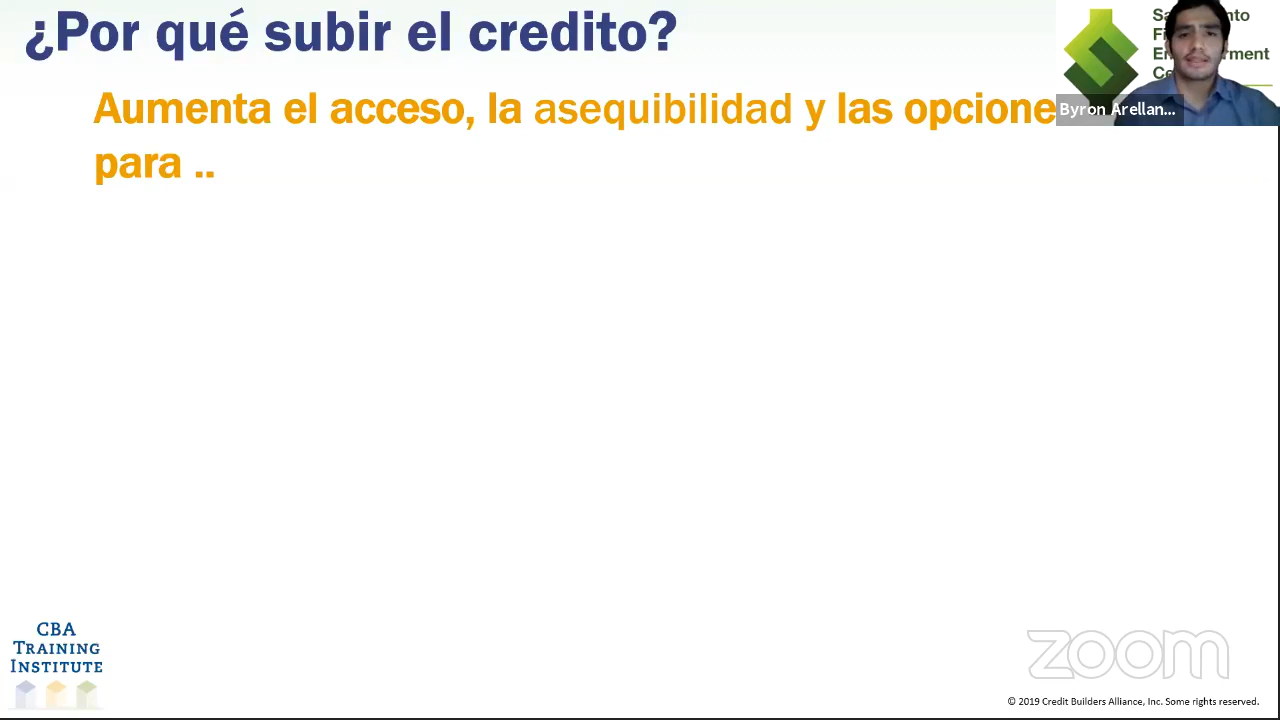 ¿Por qué subir el credito?
Aumenta el acceso, la asequibilidad y las opcione
para ..
Byron Arellan...
CBA
TRAINING
INSTITUTE
zoom
© 2019 Credit Builders Alliance, Inc. Some rights reserved.